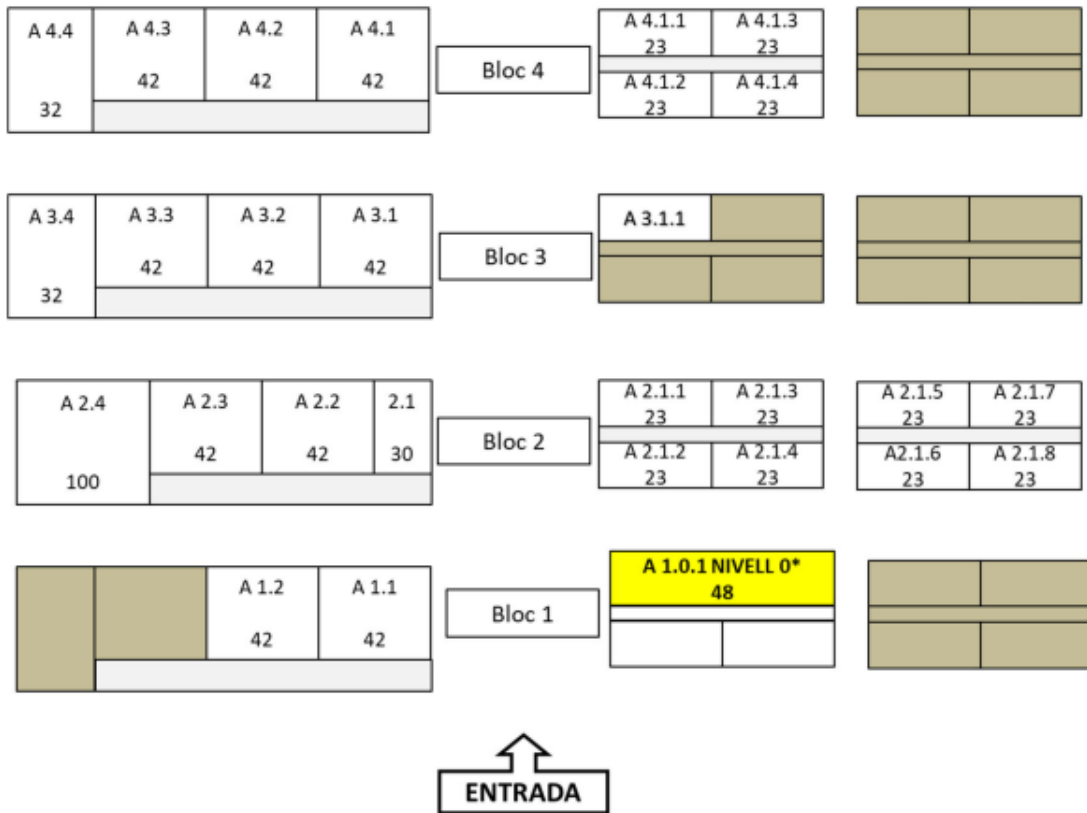 A 4.4 A 4.3 A 4.2 A 4.1
42 42 42
32
Bloc 4
A 4.1.1 A 4.1.3
23 23
A 4.1.2 A 4.1.4
23 23
A 3.4 A 3.3 A 3.2 A 3.1
42 42 42
32
Bloc 3
A 3.1.1
A 2.4 A 2.3 A 2.2 2.1
42 42 30
100
Bloc 2
A 2.1.1 A 2.1.3
23 23
A 2.1.2 A 2.1.4
23 23
A 2.1.5 A 2.1.7
23 23
A2.1.6 A 2.1.8
23 23
A 1.2 A 1.1
42 42
Bloc 1
A 1.0.1 NIVELL 0*
48
ENTRADA